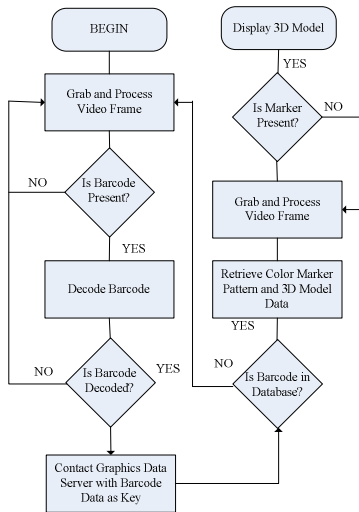 BEGIN
Grab and Process
Video Frame
Is Barcode
Present?
NO
YES
Decode Barcode
Is Barcode
Decoded?
NO
YES
Contact Graphics Data
Server with Barcode
Data as Key
Display 3D Model
YES
Is Marker
Present?
NO
Grab and Process
Video Frame
Retrieve Color Marker
Pattern and 3D Model
Data
YES
NO
Is Barcode in
Database?